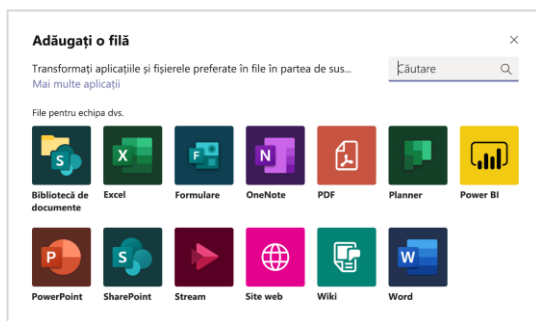 Adăugați o filă
Transformați aplicațiile și fișierele preferate în file în partea de sus...
Mai multe aplicații
Căutare
File pentru echipa dvs.
Bibliotecă de documente
Excel
Formulare
OneNote
PDF
Planner
Power BI
PowerPoint
SharePoint
Stream
Site web
Wiki
Word